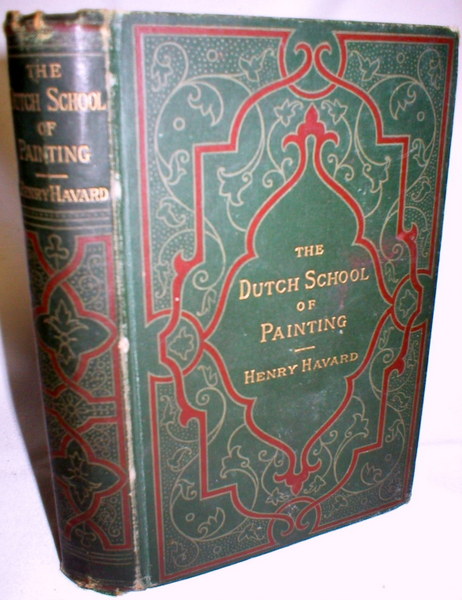 THE
DUTCH SCHOOL
OF
PAINTING
HENRY HAVARD
THE
DUTCH SCHOOL
OF
PAINTING
HENRY HAVARD